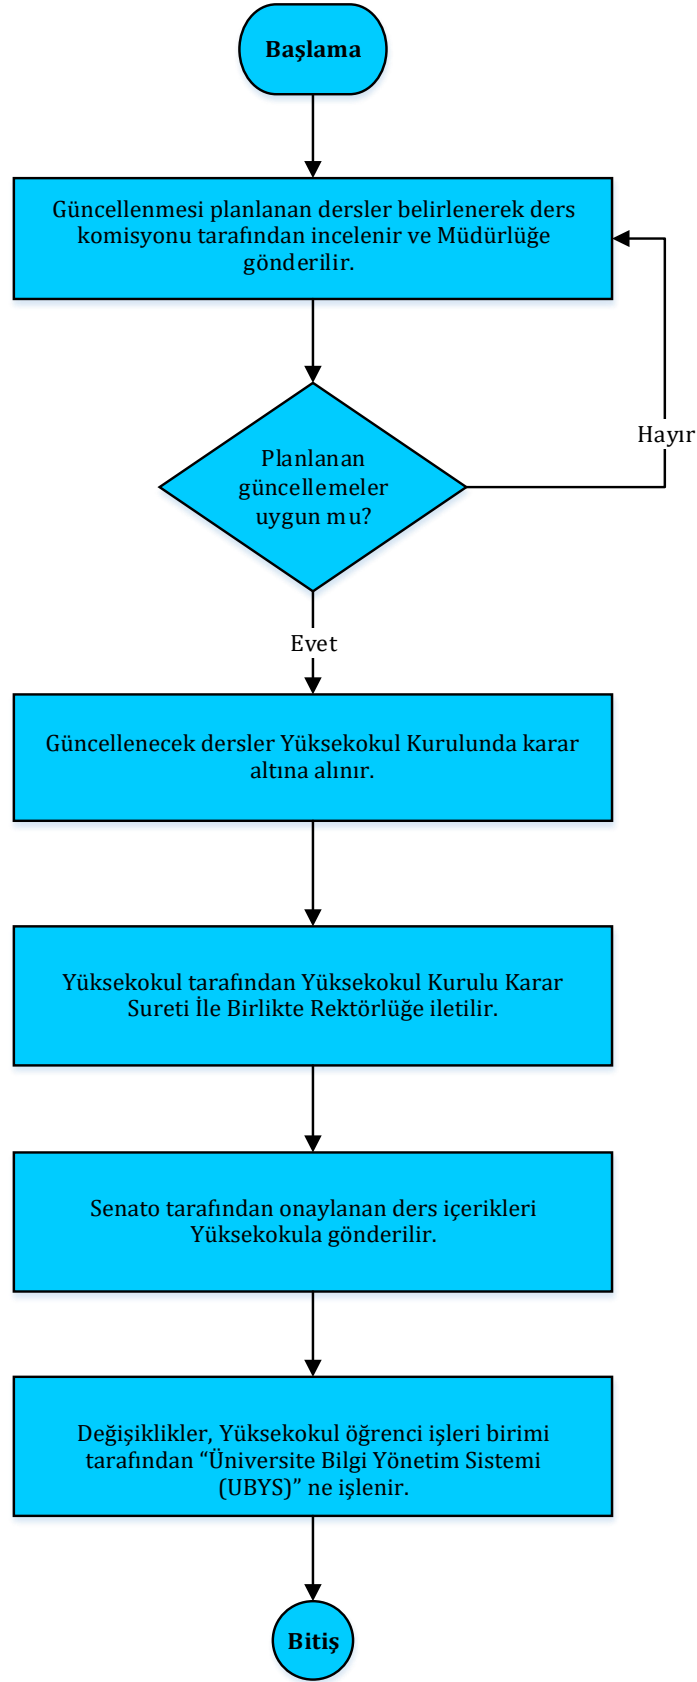 Başlama
Güncellenmesi planlanan dersler belirlenerek ders
komisyonu tarafından incelenir ve Müdürlüğe
gönderilir.
Hayır
Planlanan
güncellemeler
uygun mu?
Evet
Güncellenecek dersler Yüksekokul Kurulunda karar
altına alınır.
Yüksekokul tarafından Yüksekokul Kurulu Karar
Sureti İle Birlikte Rektörlüğe iletilir.
Senato tarafından onaylanan ders içerikleri
Yüksekokula gönderilir.
Değişiklikler, Yüksekokul öğrenci işleri birimi
tarafından “Üniversite Bilgi Yönetim Sistemi
(UBYS)” ne işlenir.
Bitiş